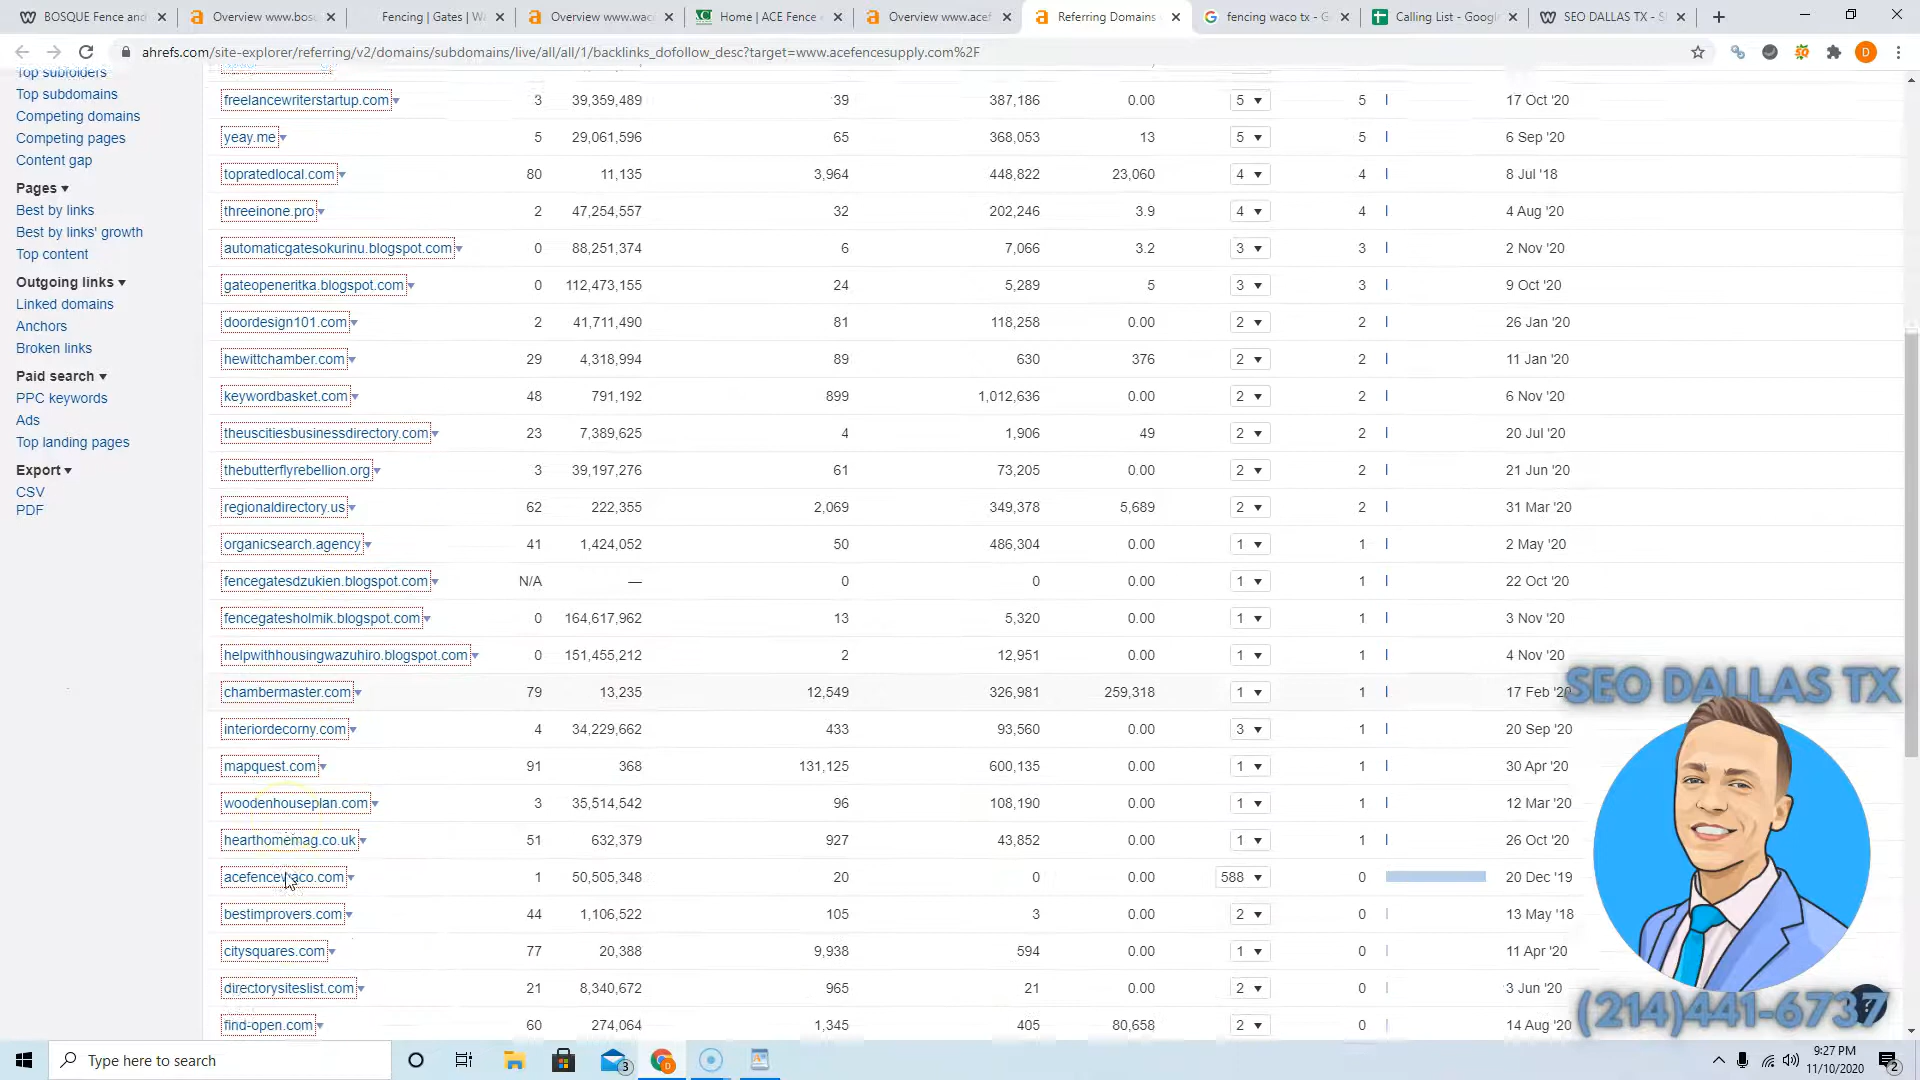 BOSQUE Fence and
Overview www.bosq
Fencing | Gates | Wa
Overview www.wac
Home | ACE Fence
Overview www.acef
Referring Domains
fencing waco tx - G
Calling List - Google
SEO DALLAS TX - S
ahrefs.com/site-explorer/referring/v2/domains/subdomains/live/all/all/1/backlinks_dofollow_desc?target=www.acefencesupply.com%2F
D
Top subfolders
Top subdomains
Competing domains
Competing pages
Content gap
Pages
Best by links
Best by links' growth
Top content
Outgoing links
Linked domains
Anchors
Broken links
Paid search
PPC keywords
Ads
Top landing pages
Export
CSV
PDF
freelancewriterstartup.com 3 39,359,489 39 387,186 0.00 5 5 17 Oct '20
yeay.me 5 29,061,596 65 368,053 13 5 5 6 Sep '20
topratedlocal.com 80 11,135 3,964 448,822 23,060 4 4 8 Jul '18
threeinone.pro 2 47,254,557 32 202,246 3.9 4 4 4 Aug '20
automaticgatesokurinu.blogspot.com 0 88,251,374 6 7,066 3.2 3 3 2 Nov '20
gateopeneritka.blogspot.com 0 112,473,155 24 5,289 5 3 3 9 Oct '20
doordesign101.com 2 41,711,490 81 118,258 0.00 2 2 26 Jan '20
hewittchamber.com 29 4,318,994 89 630 376 2 2 11 Jan '20
keywordbasket.com 48 791,192 899 1,012,636 0.00 2 2 6 Nov '20
theuscitiesbusinessdirectory.com 23 7,389,625 4 1,906 49 2 2 20 Jul '20
thebutterflyrebellion.org 3 39,197,276 61 73,205 0.00 2 2 21 Jun '20
regionaldirectory.us 62 222,355 2,069 349,378 5,689 2 2 31 Mar '20
organicsearch.agency 41 1,424,052 50 486,304 0.00 1 1 2 May '20
fencegatesdzukien.blogspot.com N/A — 0 0 0.00 1 1 22 Oct '20
fencegatesholmik.blogspot.com 0 164,617,962 13 5,320 0.00 1 1 3 Nov '20
helpwithhousingwazuhiro.blogspot.com 0 151,455,212 2 12,951 0.00 1 1 4 Nov '20
chambermaster.com 79 13,235 12,549 326,981 259,318 1 1 17 Feb '20
interiordecorny.com 4 34,229,662 433 93,560 0.00 3 1 20 Sep '20
mapquest.com 91 368 131,125 600,135 0.00 1 1 30 Apr '20
woodenhouseplan.com 3 35,514,542 96 108,190 0.00 1 1 12 Mar '20
hearthomemag.co.uk 51 632,379 927 43,852 0.00 1 1 26 Oct '20
acefencewaco.com 1 50,505,348 20 0 0.00 588 0 20 Dec '19
bestimprovers.com 44 1,106,522 105 3 0.00 2 0 13 May '18
citysquares.com 77 20,388 9,938 594 0.00 1 0 11 Apr '20
directorysiteslist.com 21 8,340,672 965 21 0.00 2 0 3 Jun '20
find-open.com 60 274,064 1,345 405 80,658 2 0 14 Aug '20
SEO DALLAS TX
(214)441-6737
Type here to search
3
9:27 PM
11/10/2020
2